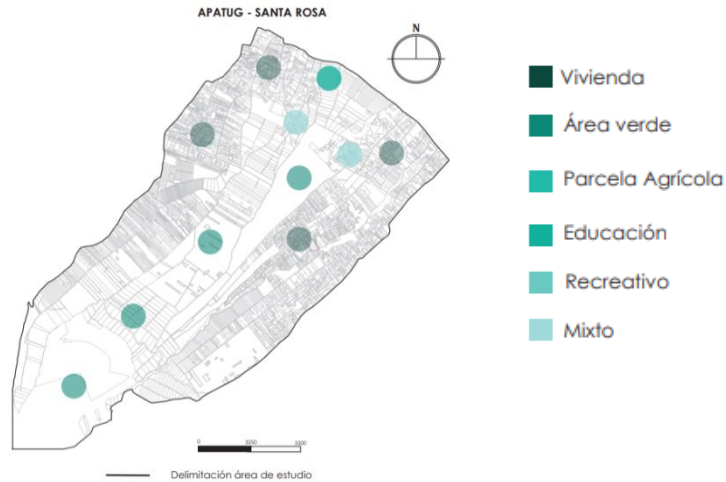 APATUG - SANTA ROSA
N
Vivienda
Área verde
Parcela Agrícola
Educación
Recreativo
Mixto
0
Delimitación área de estudio